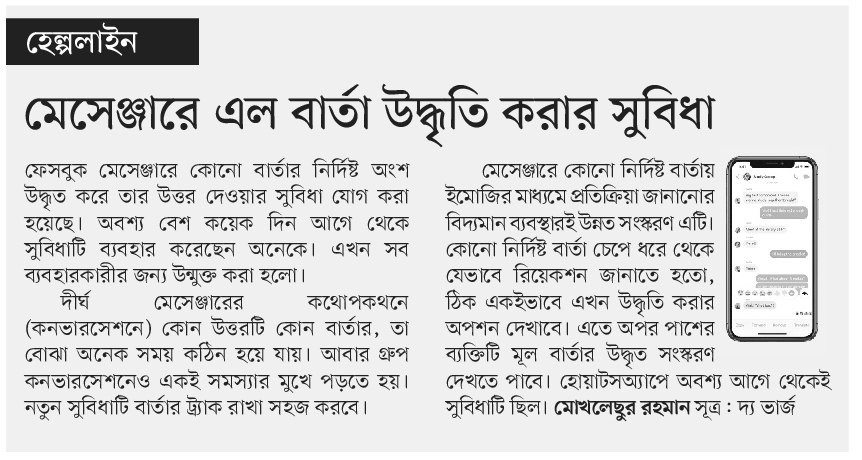 হেল্পলাইন
মেসেঞ্জারে এল বার্তা উদ্ধৃতি করার সুবিধা
ফেসবুক মেসেঞ্জারে কোনো বার্তার নির্দিষ্ট অংশ
উদ্ধৃত করে তার উত্তর দেওয়ার সুবিধা যোগ করা
হয়েছে। অবশ্য বেশ কয়েক দিন আগে থেকে
সুবিধাটি ব্যবহার করেছেন অনেকে। এখন সব
ব্যবহারকারীর জন্য উন্মুক্ত করা হলো।
দীর্ঘ মেসেঞ্জারের কথোপকথনে
(কনভারসেশনে) কোন উত্তরটি কোন বার্তার, তা
বোঝা অনেক সময় কঠিন হয়ে যায়। আবার গ্রুপ
কনভারসেশনেও একই সমস্যার মুখে পড়তে হয়।
নতুন সুবিধাটি বার্তার ট্র্যাক রাখা সহজ করবে।
মেসেঞ্জারে কোনো নির্দিষ্ট বার্তায়
ইমোজির মাধ্যমে প্রতিক্রিয়া জানানোর
বিদ্যমান ব্যবস্থারই উন্নত সংস্করণ এটি।
কোনো নির্দিষ্ট বার্তা চেপে ধরে থেকে
যেভাবে রিয়েকশন জানাতে হতো,
ঠিক একইভাবে এখন উদ্ধৃতি করার
অপশন দেখাবে। এতে অপর পাশের
ব্যক্তিটি মূল বার্তার উদ্ধৃত সংস্করণ
দেখতে পাবে। হোয়াটসঅ্যাপে অবশ্য আগে থেকেই
সুবিধাটি ছিল। মোখলেছুর রহমান সূত্র : দ্য ভার্জ